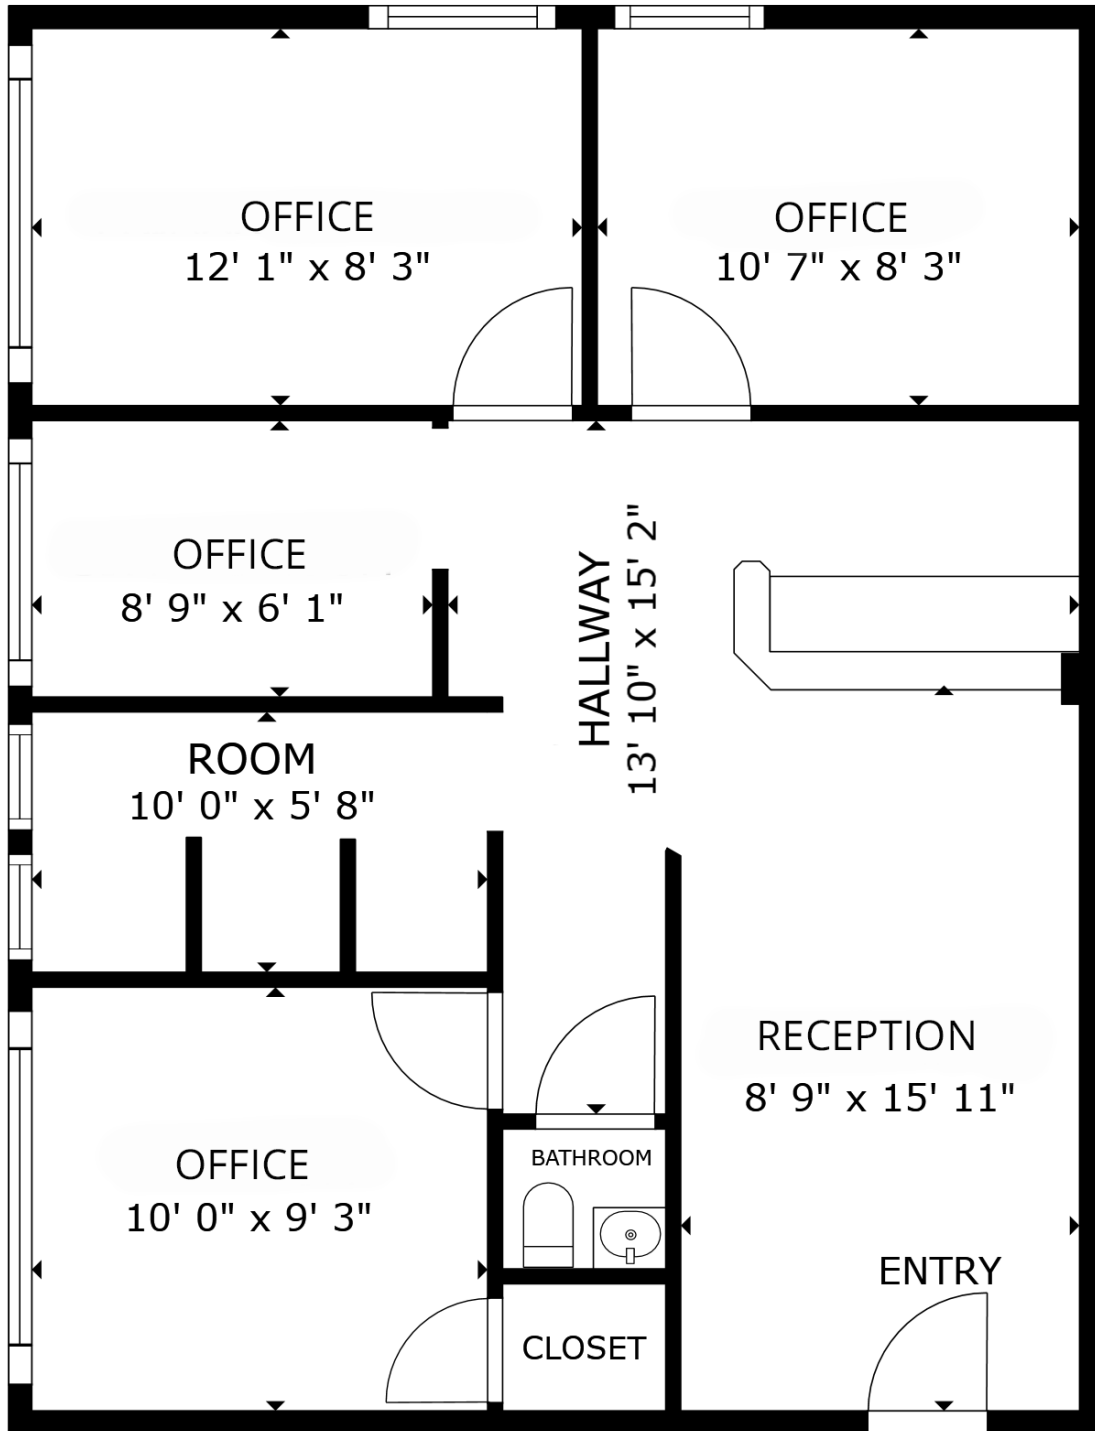 OFFICE
12' 1" x 8' 3"
OFFICE
10' 7" x 8' 3"
OFFICE
8' 9" x 6' 1"
HALLWAY
13' 10" x 15' 2"
ROOM
10' 0" x 5' 8"
RECEPTION
8' 9" x 15' 11"
OFFICE
10' 0" x 9' 3"
BATHROOM
ENTRY
CLOSET